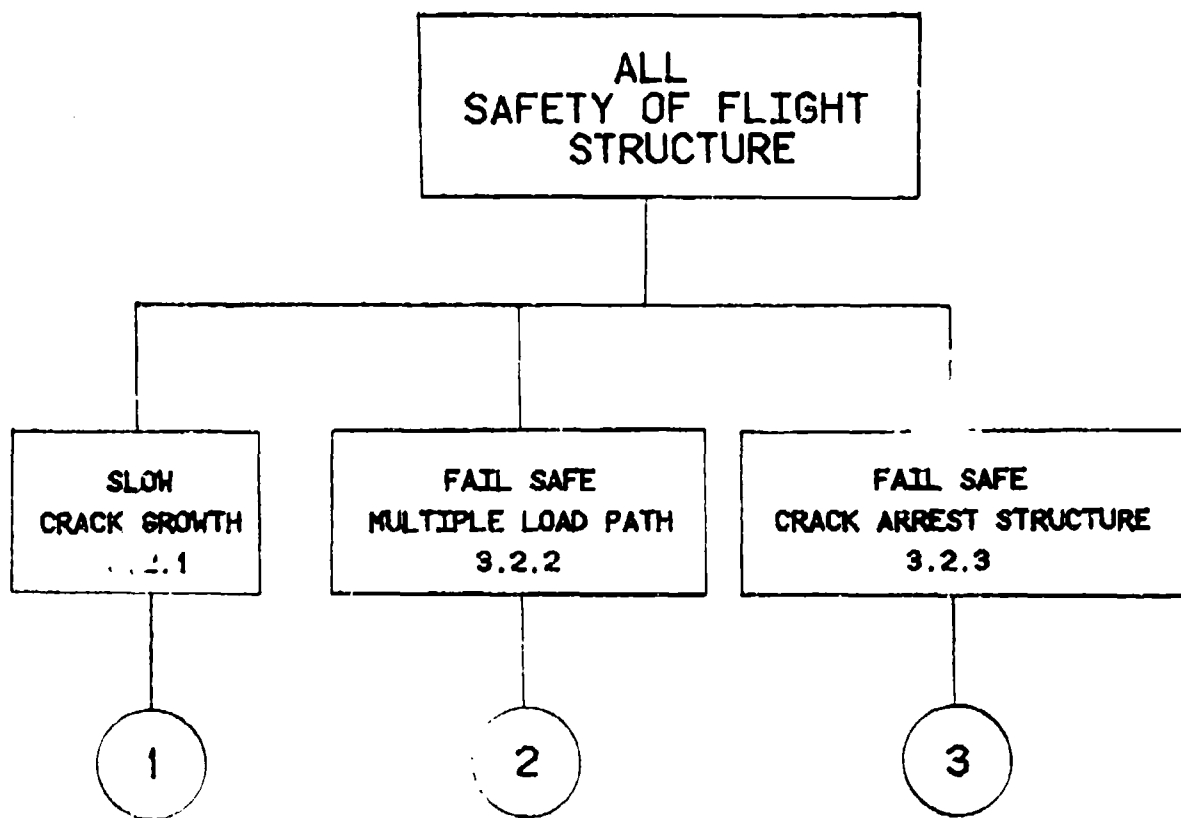 ALL
SAFETY OF FLIGHT
STRUCTURE
SLOW
CRACK GROWTH
FAIL SAFE
MULTIPLE LOAD PATH
3.2.2
FAIL SAFE
CRACK ARREST STRUCTURE
3.2.3
1
2
3